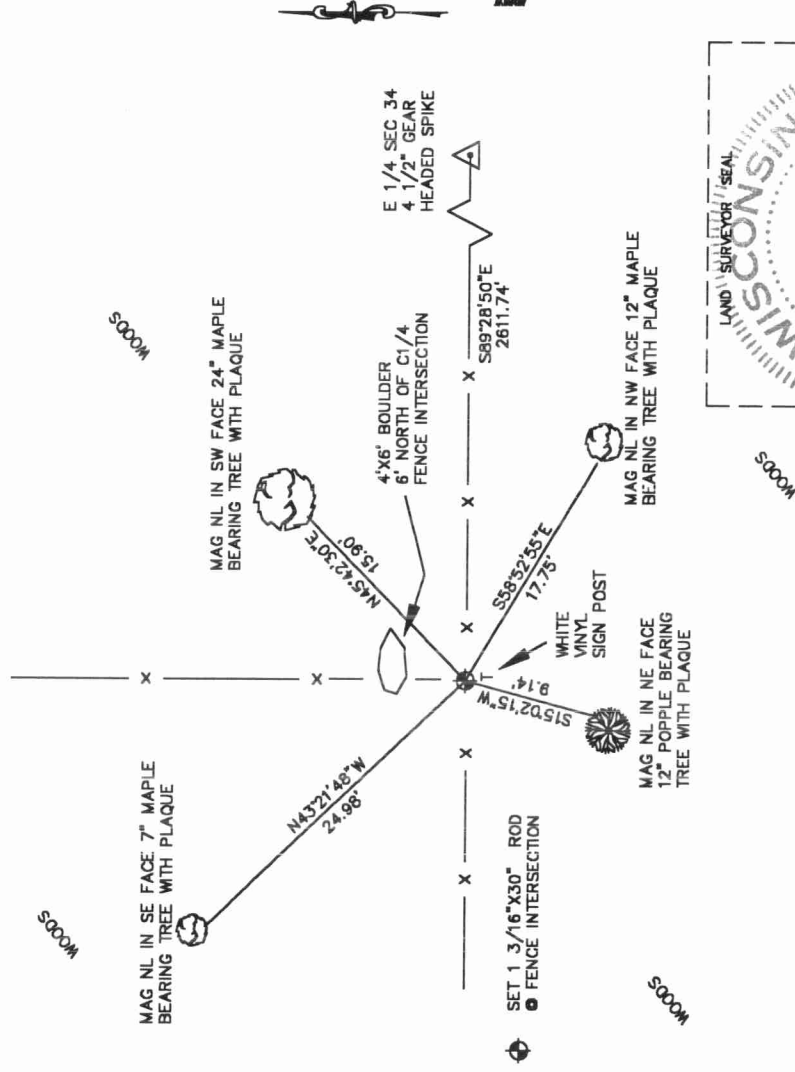 WOODS
MAG NL IN SE FACE 7" MAPLE
BEARING TREE WITH PLAQUE
N43°21'48"W
24.98'
MAG NL IN SW FACE 24" MAPLE
BEARING TREE WITH PLAQUE
WOODS
N45°42'30"E
15.90'
4'X6' BOULDER
6' NORTH OF C1/4
FENCE INTERSECTION
E 1/4 SEC 34
4 1/2" GEAR
HEADED SPIKE
S89°28'50"E
2611.74'
X
X
X
X
X
X
X
S58°52'55"E
17.75'
MAG NL IN NW FACE 12" MAPLE
BEARING TREE WITH PLAQUE
WHITE
VINYL
SIGN POST
T
S15°02'15"W
9.14'
MAG NL IN NE FACE
12" POPPLE BEARING
TREE WITH PLAQUE
SET 1 3/16"X30" ROD
@ FENCE INTERSECTION
WOODS
WOODS
LAND SURVEYOR SEAL
WISCONSIN